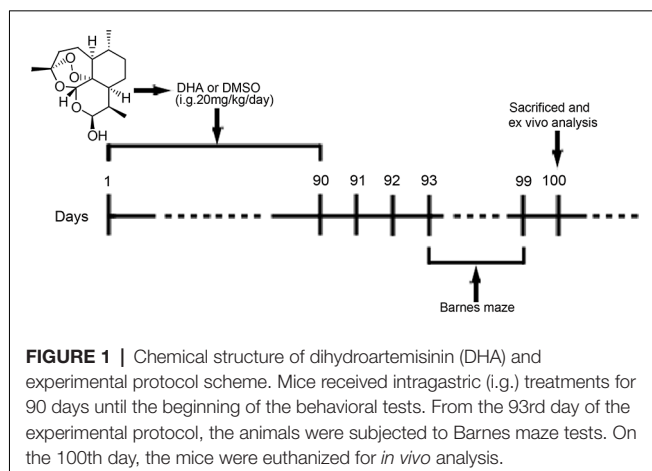 H
O
O
O
H
H
O
OH
DHA or DMSO
(i.g.20mg/kg/day)
Sacrificed and
ex vivo analysis
1 90 91 92 93 99 100
Days
Barnes maze
FIGURE 1 | Chemical structure of dihydroartemisinin (DHA) and
experimental protocol scheme. Mice received intragastric (i.g.) treatments for
90 days until the beginning of the behavioral tests. From the 93rd day of the
experimental protocol, the animals were subjected to Barnes maze tests. On
the 100th day, the mice were euthanized for in vivo analysis.